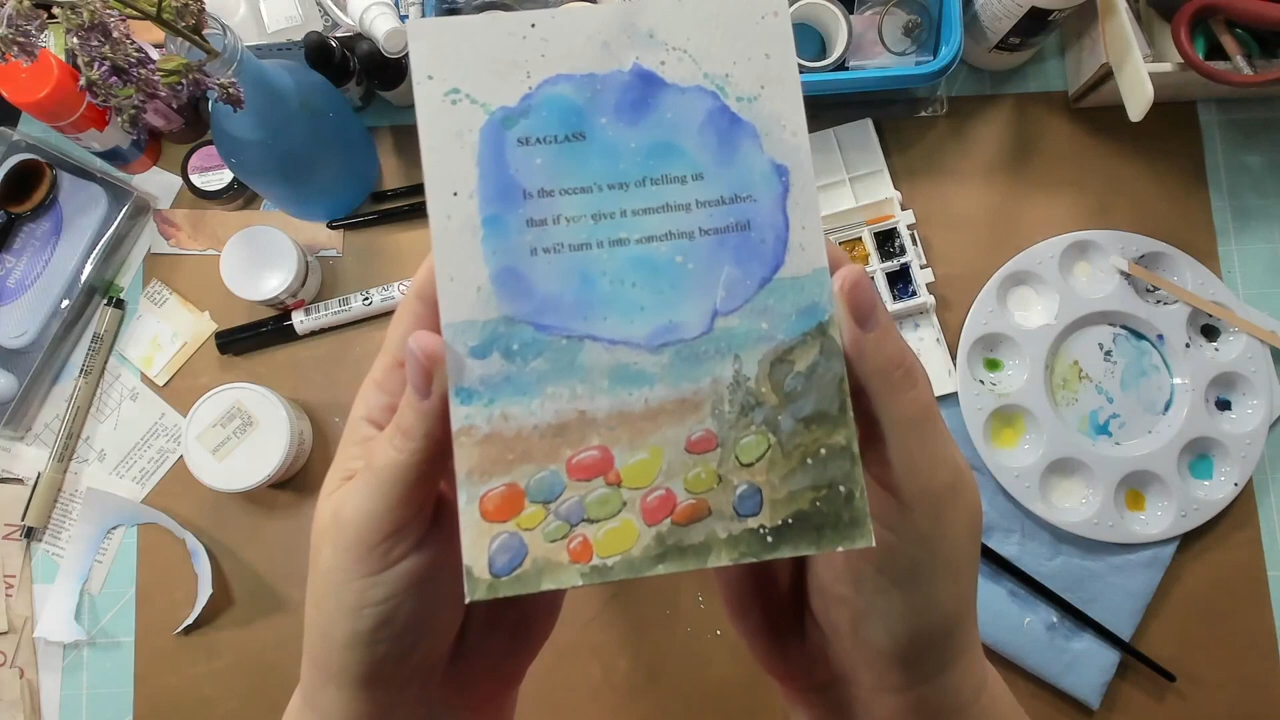 SEAGLASS
Is the ocean's way of telling us
that if you give it something breakable,
it will turn it into something beautiful